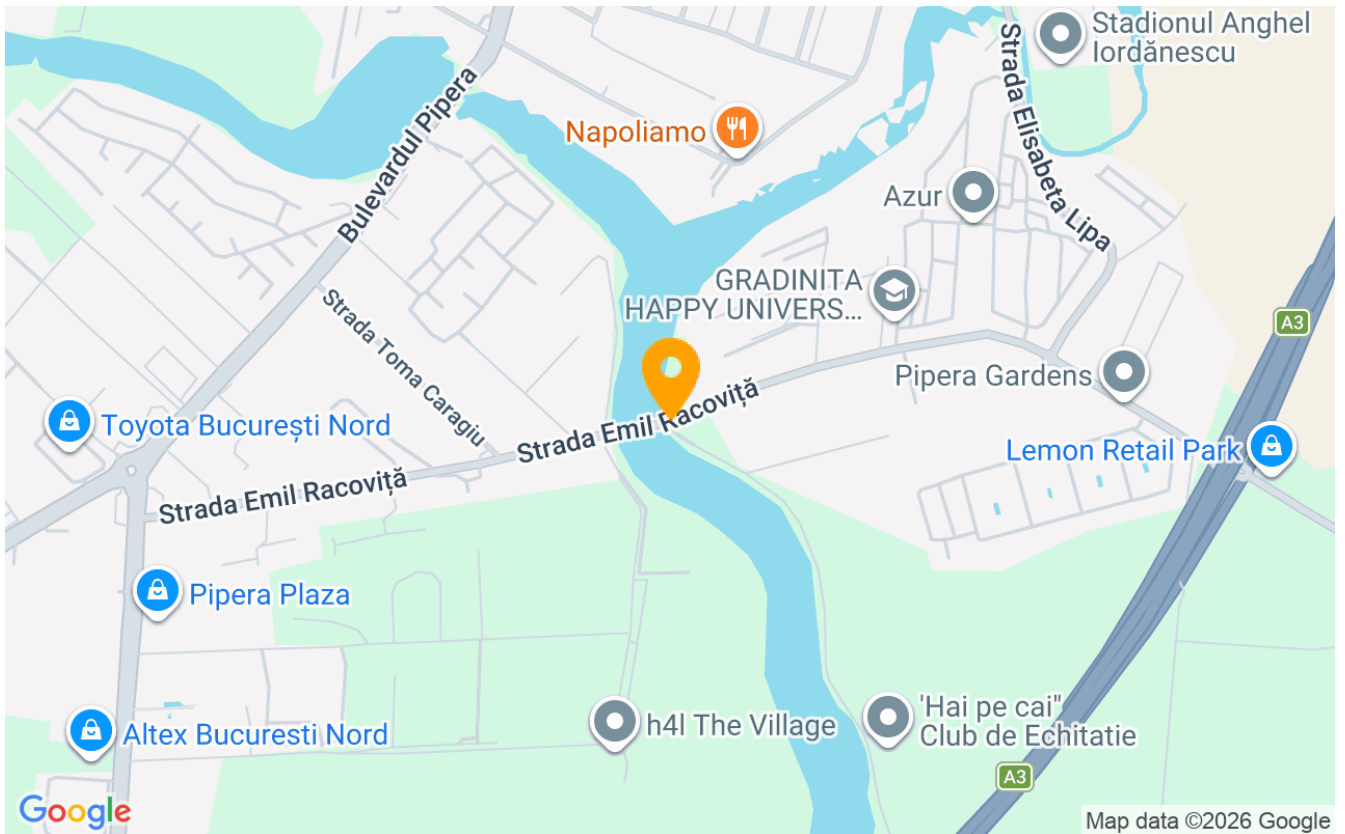 Stadionul Anghel
Iordănescu
Strada Elisabeta Lipa
Bulevardul Pipera
Napoliamo
Azur
GRADINITA
HAPPY UNIVERS...
A3
Strada Toma Caragiu
Pipera Gardens
Toyota București Nord
Strada Emil Racoviță
Lemon Retail Park
Strada Emil Racoviță
Pipera Plaza
h4l The Village
'Hai pe cai"
Club de Echitatie
Altex Bucuresti Nord
A3
Google
Map data ©2026 Google